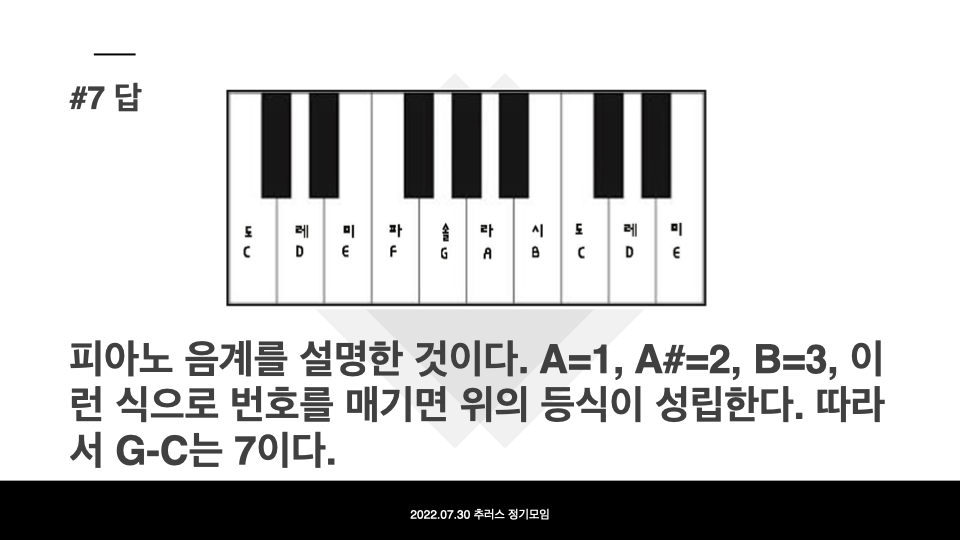 #7 답
도 레 미 파 솔 라 시 도 레 미
C D E F G A B C D E
피아노 음계를 설명한 것이다. A=1, A#=2, B=3, 이
런 식으로 번호를 매기면 위의 등식이 성립한다. 따라
서 G-C는 7이다.
2022.07.30 추러스 정기모임